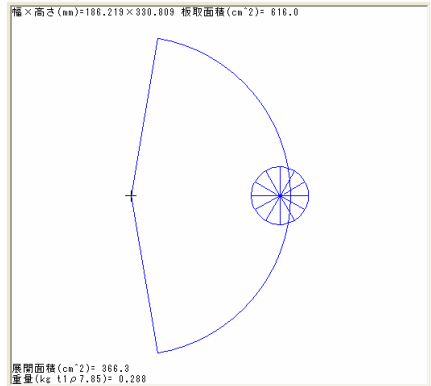 幅×高さ(mm)=186.219×330.809 板取面積(cm^2)= 616.0
展開面積(cm^2)= 366.3
重量(kg t1ρ7.85)= 0.288